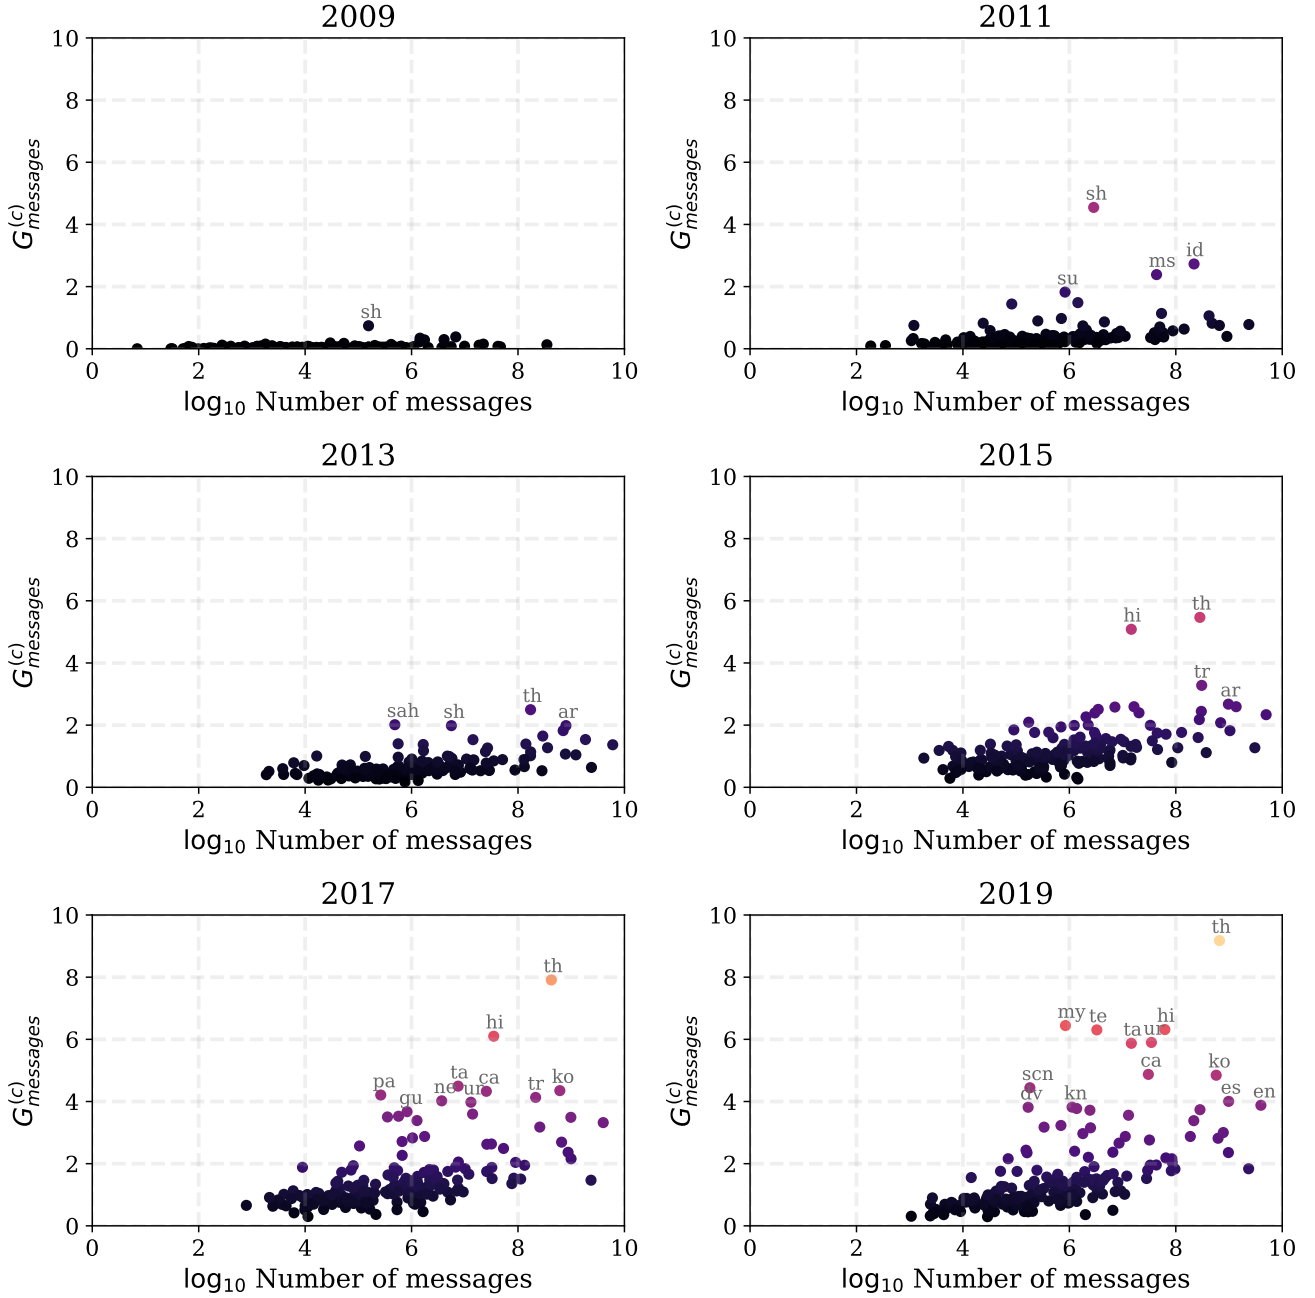 2009
10
8
6
4
2
0
sh
0 2 4 6 8 10
log10 Number of messages
G(c)messages
2011
10
8
6
4
2
0
sh
id
ms
su
0 2 4 6 8 10
log10 Number of messages
G(c)messages
2013
10
8
6
4
2
0
th
sah sh ar
0 2 4 6 8 10
log10 Number of messages
G(c)messages
2015
10
8
6
4
2
0
th
hi
tr
ar
0 2 4 6 8 10
log10 Number of messages
G(c)messages
2017
10
8
6
4
2
0
th
hi
ta
pa ne ur ca tr ko
gu
0 2 4 6 8 10
log10 Number of messages
G(c)messages
2019
10
8
6
4
2
0
th
my te hi
ta ur
ca ko
scn
dv kn es en
0 2 4 6 8 10
log10 Number of messages
G(c)messages